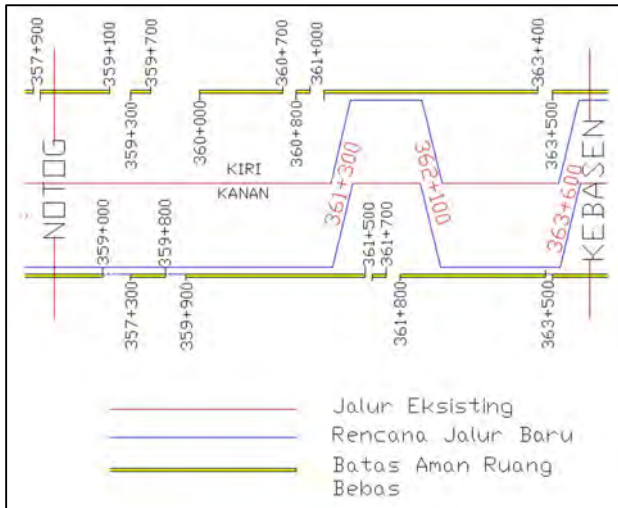 357+900
359+100
359+700
360+700
361+000
363+400
359+300
360+000
360+800
363+500
NOTOG
KIRI
KANAN
361+300
362+100
363+600
KEBASEN
359+000
359+800
361+500
361+700
357+300
359+900
361+800
363+500
Jalur Eksisting
Rencana Jalur Baru
Batas Aman Ruang
Bebas